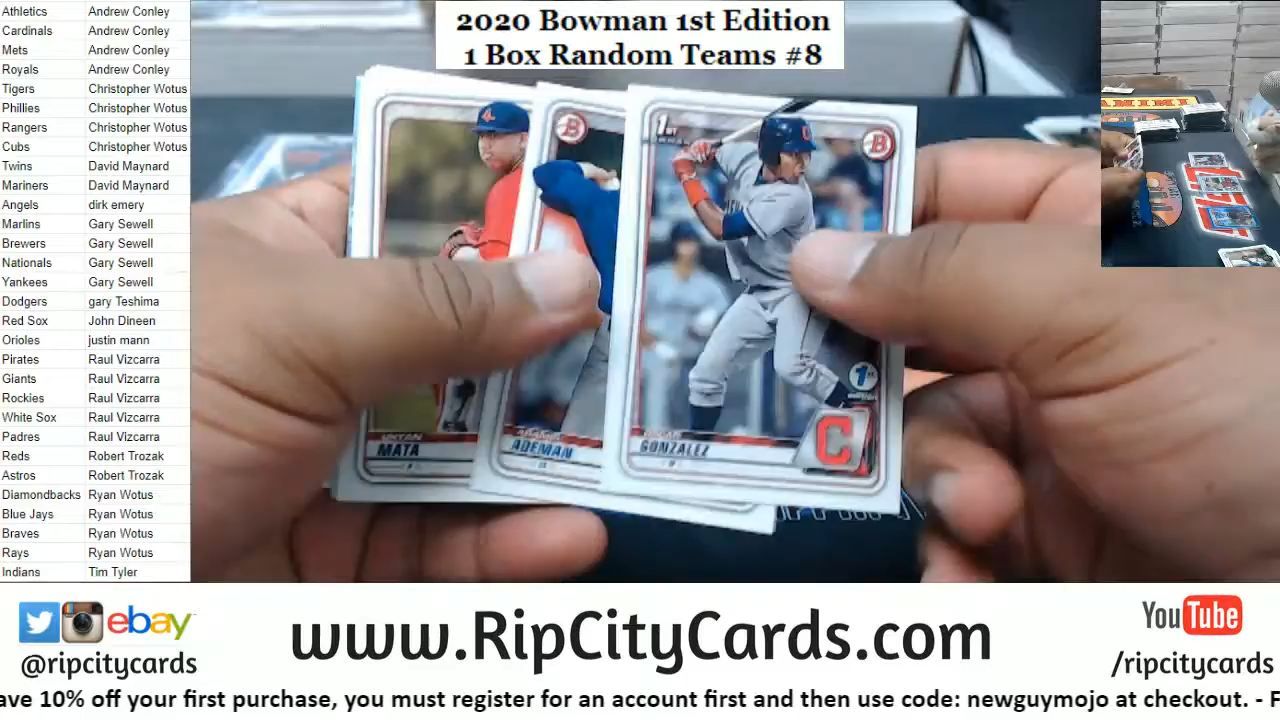 2020 Bowman 1st Edition
1 Box Random Teams #8
Athletics Andrew Conley
Cardinals Andrew Conley
Mets Andrew Conley
Royals Andrew Conley
Tigers Christopher Wotus
Phillies Christopher Wotus
Rangers Christopher Wotus
Cubs Christopher Wotus
Twins David Maynard
Mariners David Maynard
Angels dirk emery
Marlins Gary Sewell
Brewers Gary Sewell
Nationals Gary Sewell
Yankees Gary Sewell
Dodgers gary Teshima
Red Sox John Dineen
Orioles justin mann
Pirates Raul Vizcarra
Giants Raul Vizcarra
Rockies Raul Vizcarra
White Sox Raul Vizcarra
Padres Raul Vizcarra
Reds Robert Trozak
Astros Robert Trozak
Diamondbacks Ryan Wotus
Blue Jays Ryan Wotus
Braves Ryan Wotus
Rays Ryan Wotus
Indians Tim Tyler
MATA
ADEMAN
1ST
B
B
GONZALEZ
1st
edition
C
PANINI
ebay
@ripcitycards
www.RipCityCards.com
YouTube
/ripcitycards
ave 10% off your first purchase, you must register for an account first and then use code: newguymojo at checkout. - F